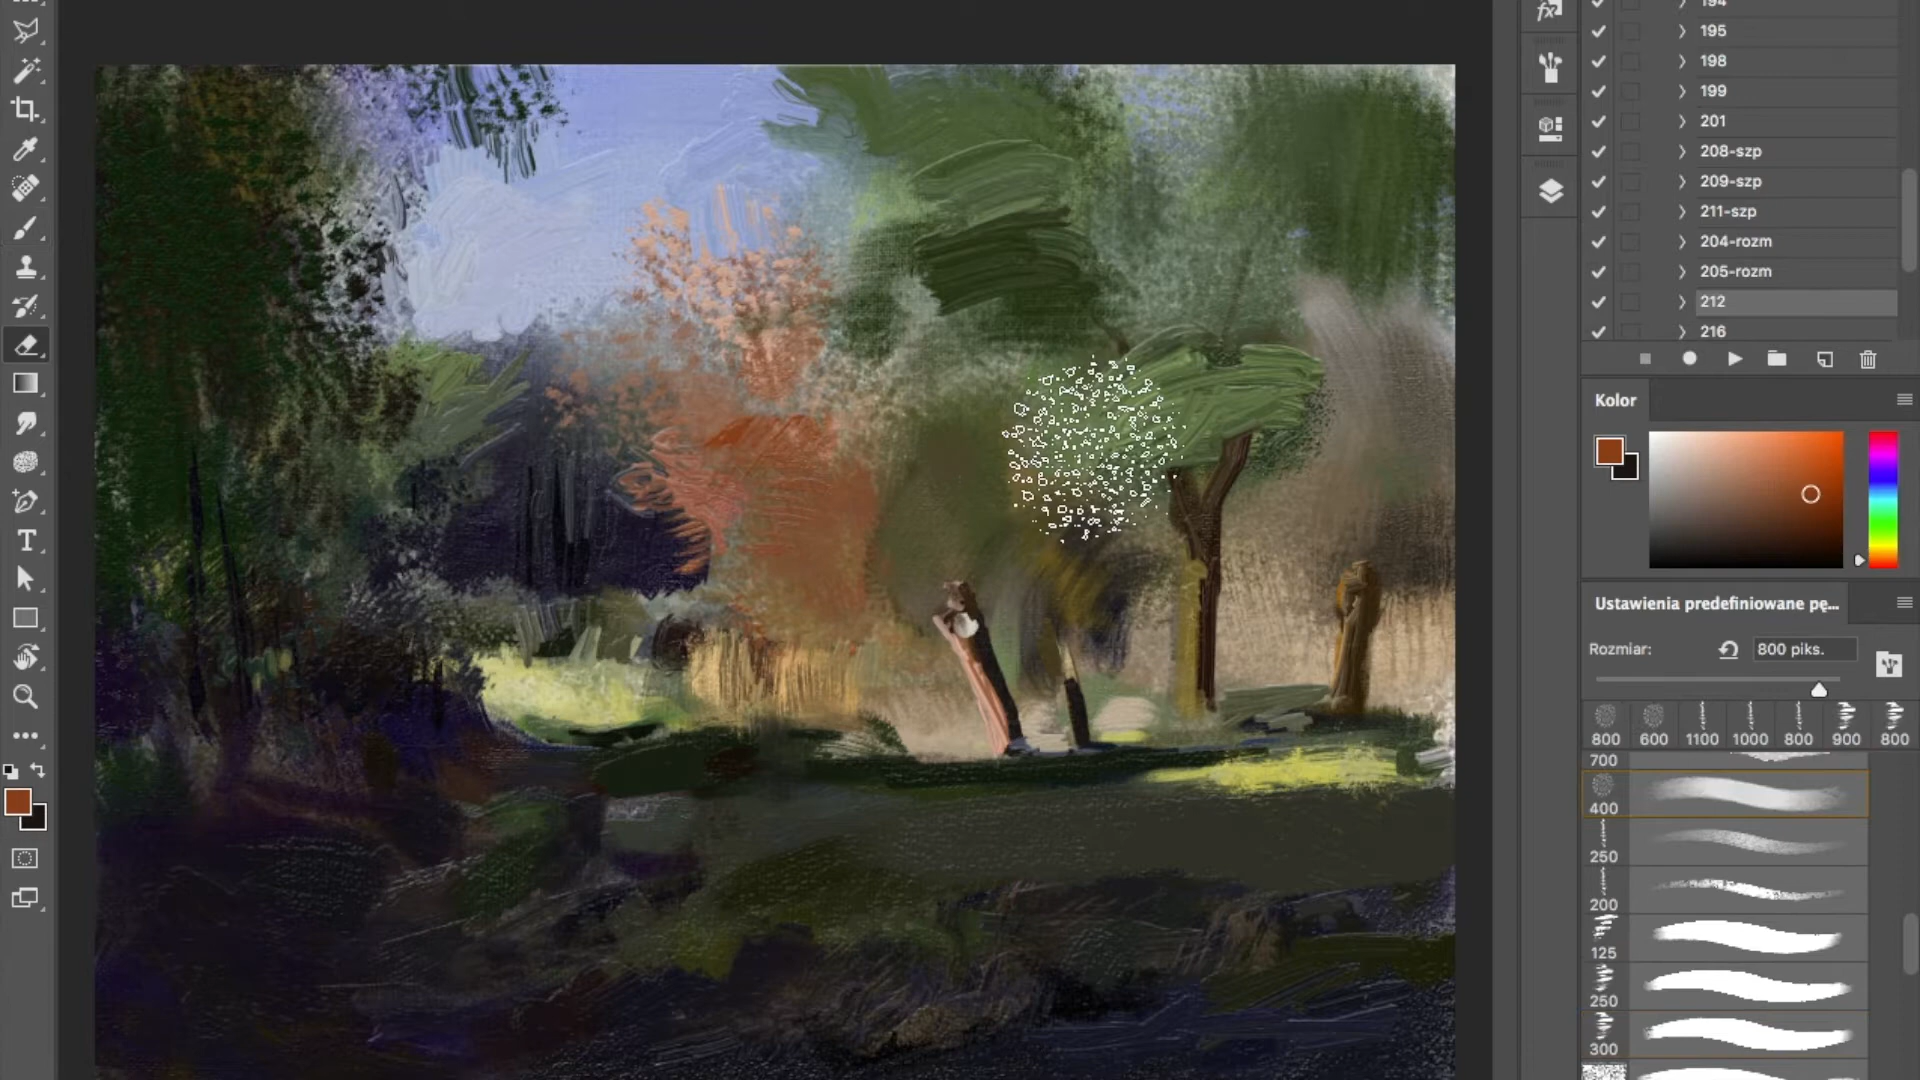 194
195
198
199
201
208-szp
209-szp
211-szp
204-rozm
205-rozm
212
216
Kolor
Ustawienia predefiniowane pę...
Rozmiar:
800 piks.
800 600 1100 1000 800 900 800
700
400
250
200
125
250
300